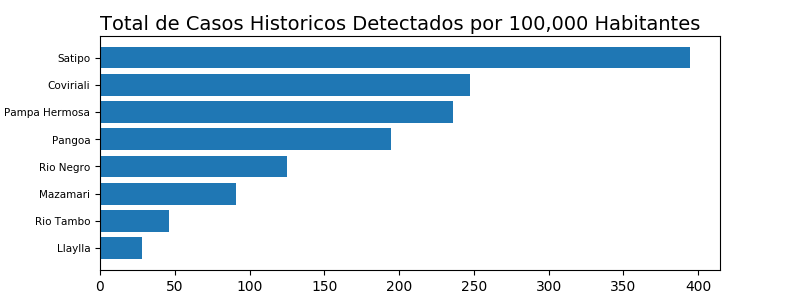 Total de Casos Historicos Detectados por 100,000 Habitantes
Satipo
Coviriali
Pampa Hermosa
Pangoa
Rio Negro
Mazamari
Rio Tambo
Llaylla
0 50 100 150 200 250 300 350 400